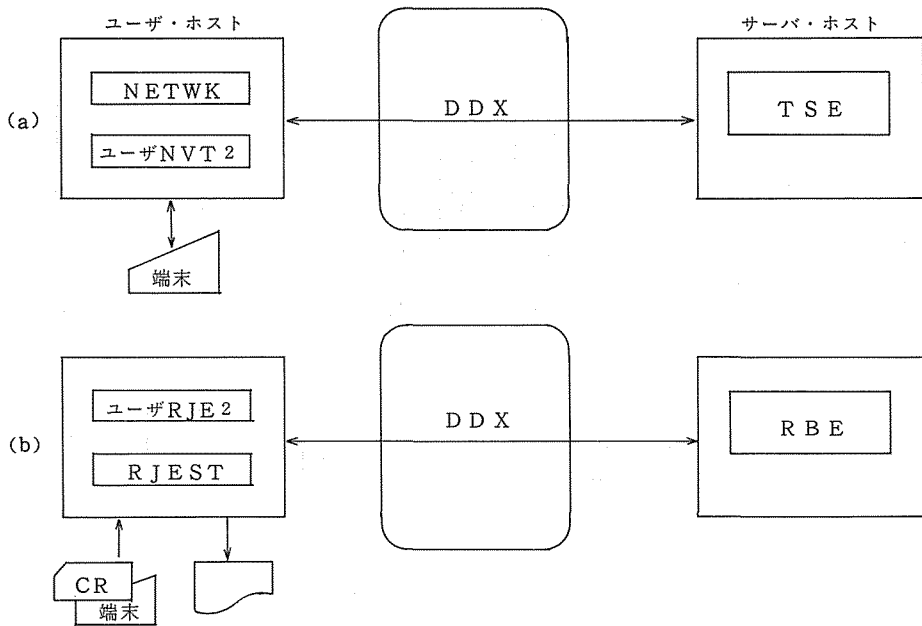 ユーザ・ホスト
サーバ・ホスト
(a)
NETWK
ユーザNVT2
DDX
TSE
端末
(b)
ユーザRJE2
RJEST
DDX
RBE
CR
端末